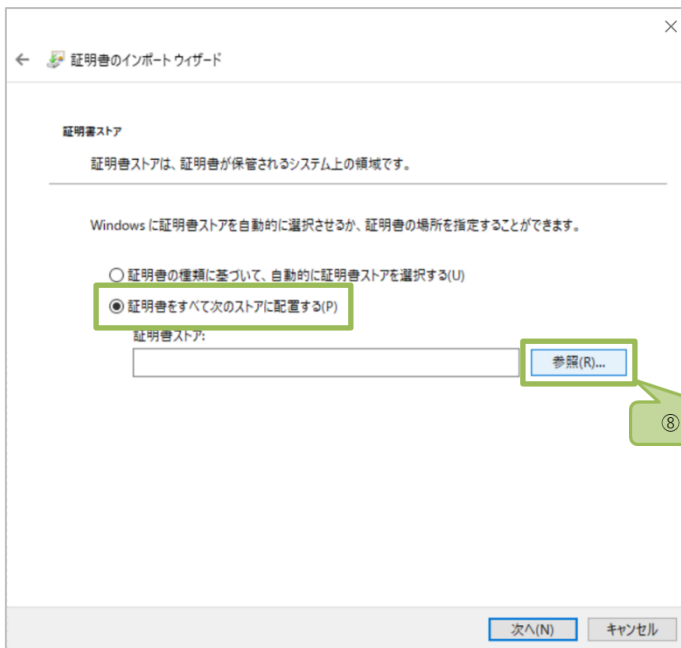 証明書のインポート ウィザード
証明書ストア
証明書ストアは、証明書が保管されるシステム上の領域です。
Windows に証明書ストアを自動的に選択させるか、証明書の場所を指定することができます。
証明書の種類に基づいて、自動的に証明書ストアを選択する(U)
証明書をすべて次のストアに配置する(P)
証明書ストア:
参照(R)...
⑧
次へ(N) キャンセル